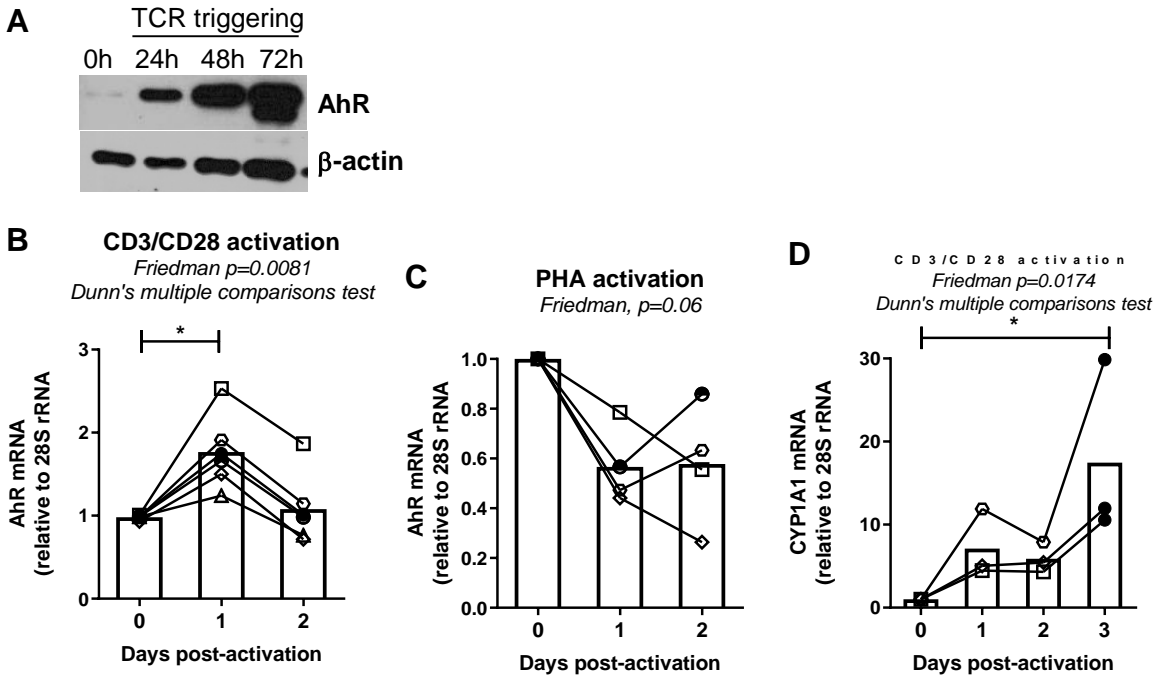 A
TCR triggering
0h 24h 48h 72h
AhR
β-actin
B
CD3/CD28 activation
Friedman p=0.0081
Dunn's multiple comparisons test
*
3
2
1
0
AhR mRNA
(relative to 28S rRNA
0 1 2
Days post-activation
C
PHA activation
Friedman, p=0.06
1.0
0.8
0.6
0.4
0.2
0.0
AhR mRNA
(relative to 28S rRNA
0 1 2
Days post-activation
D
CD3/CD28 activation
Friedman p=0.0174
Dunn's multiple comparisons test
*
30
20
10
0
CYP1A1 mRNA
(relative to 28S rRNA
0 1 2 3
Days post-activation